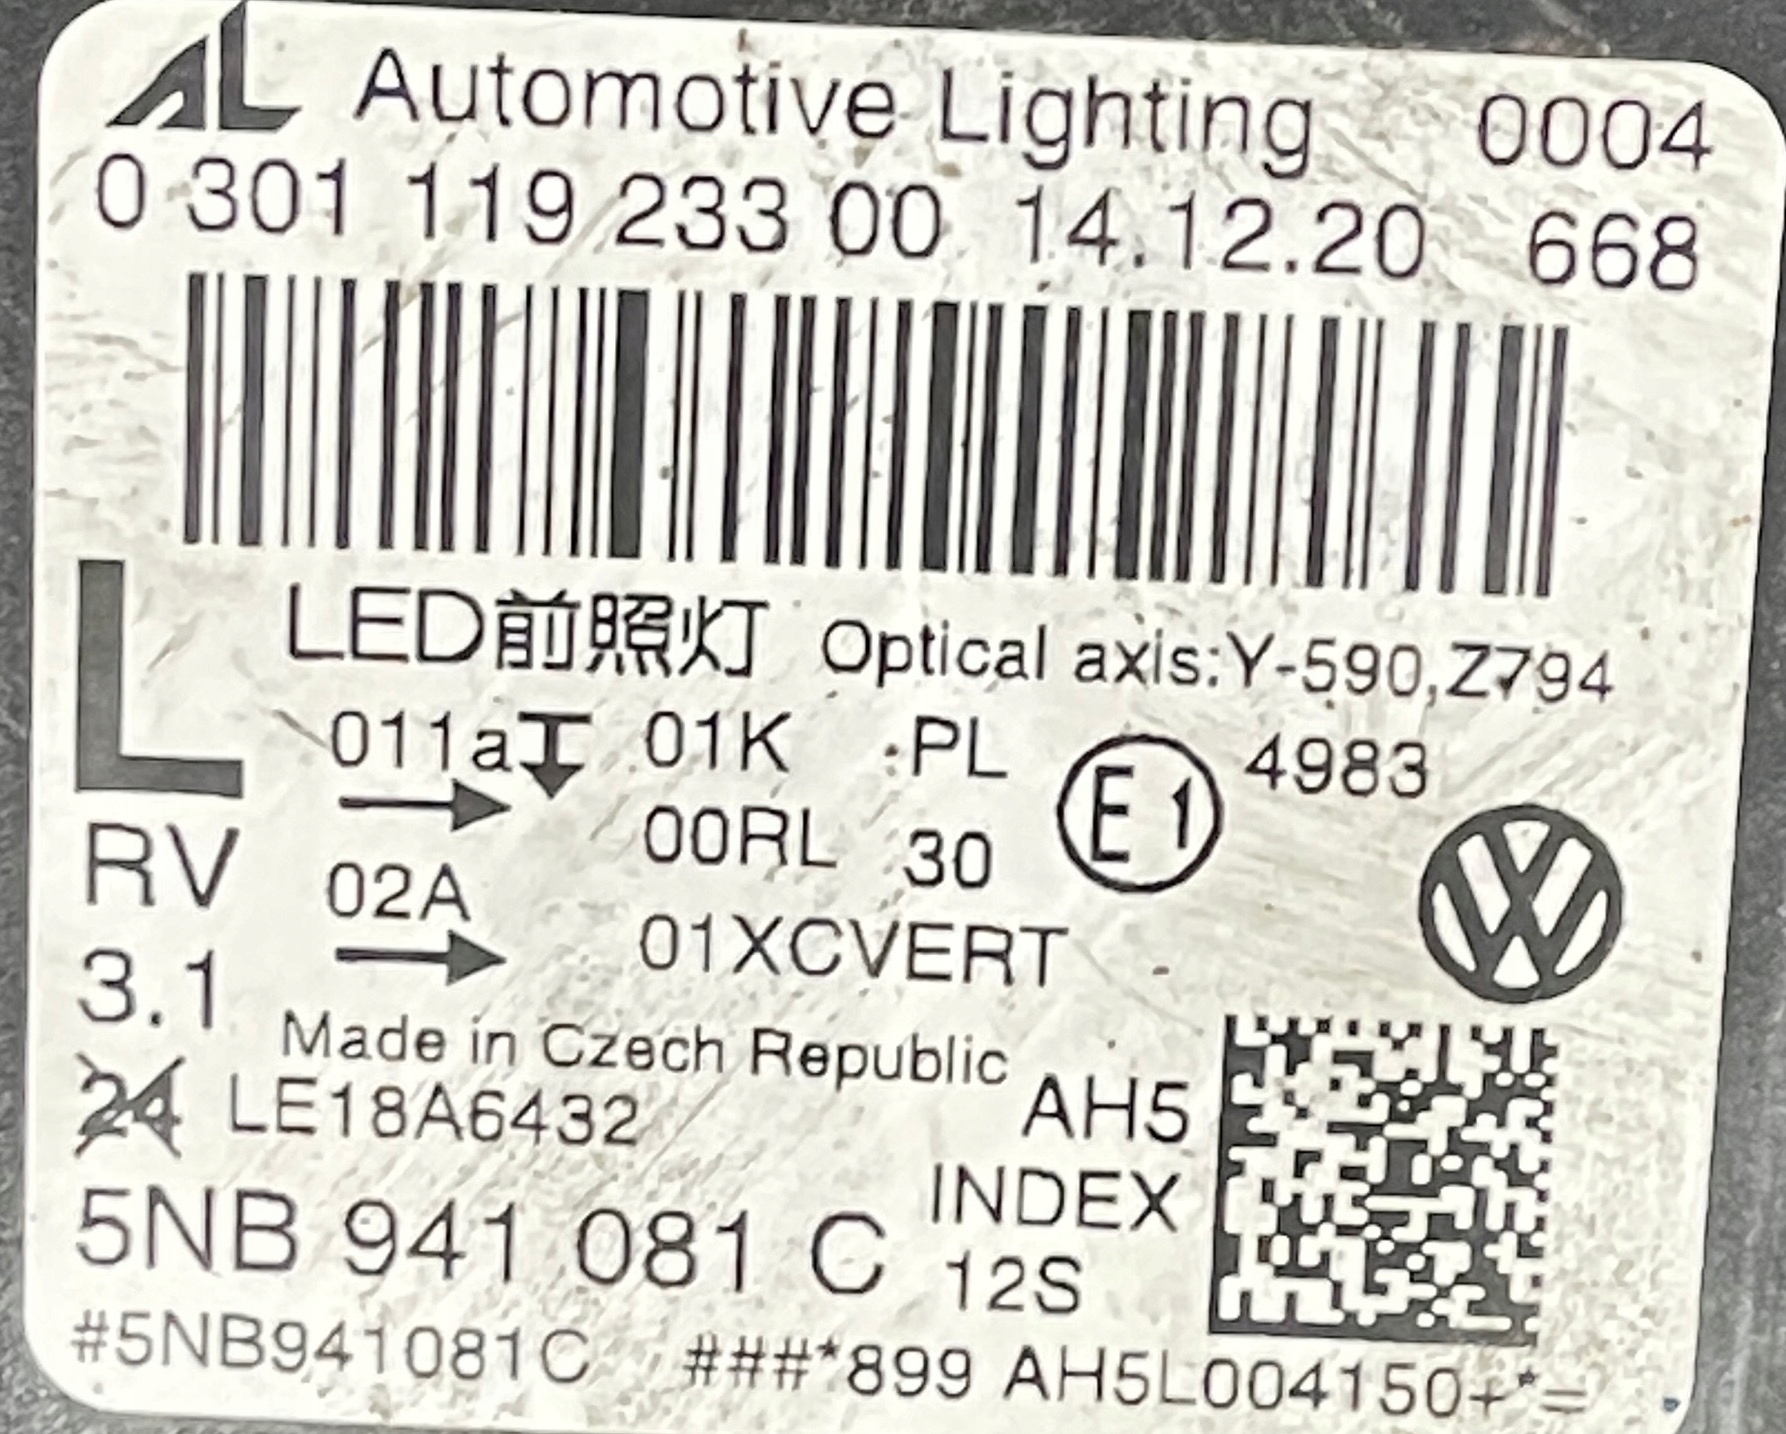 AL Automotive Lighting 0004
0 301 119 233 00 14.12.20 668
L LED前照灯 Optical axis:Y-590,Z794
011a 01K PL E1 4983
00RL 30
RV 02A
01XCVERT
3.1
Made in Czech Republic
24 LE18A6432 AH5
5NB 941 081 C INDEX
12S
#5NB941081C ###*899 AH5L004150+*=